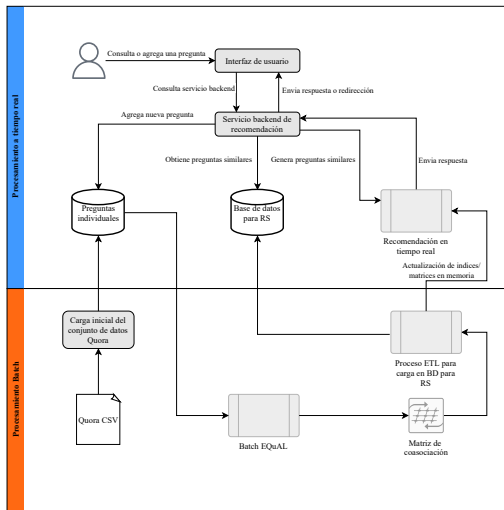 Procesamiento a tiempo real
Consulta o agrega una pregunta
Interfaz de usuario
Consulta servicio backend
Envia respuesta o redirección
Servicio backend de
recomendación
Agrega nueva pregunta
Obtiene preguntas similares
Genera preguntas similares
Envia respuesta
Preguntas
individuales
Base de datos
para RS
Recomendación en
tiempo real
Actualización de indices/
matrices en memoria
Procesamiento Batch
Carga inicial del
conjunto de datos
Quora
Proceso ETL para
carga en BD para
RS
Quora CSV
Batch EQuAL
Matriz de
coasociación